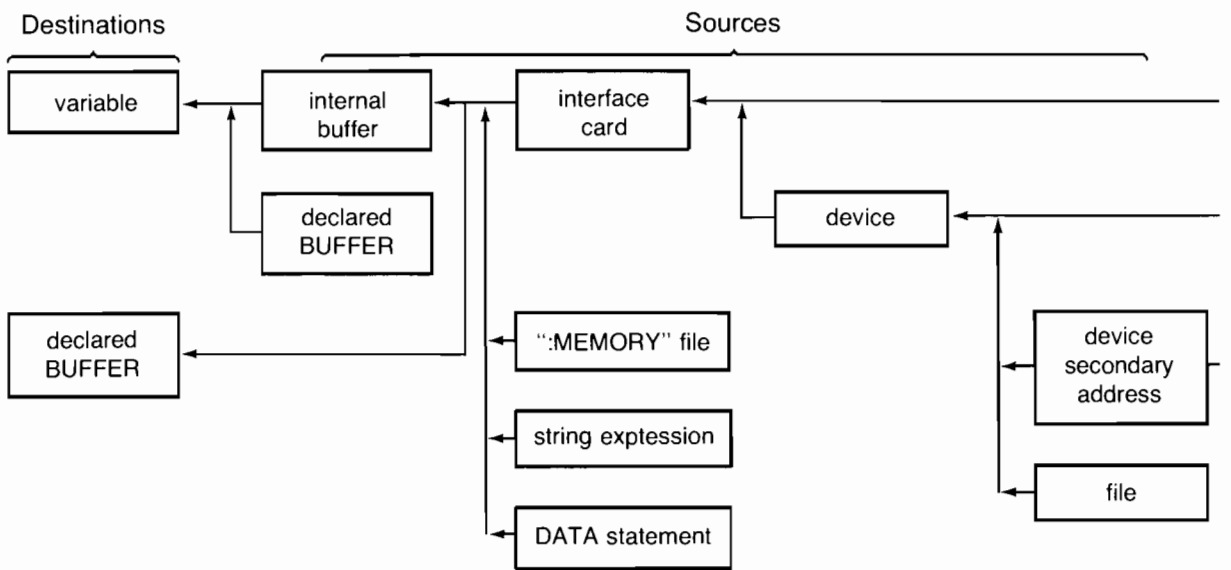 Destinations
Sources
variable
internal
buffer
interface
card
declared
BUFFER
device
declared
BUFFER
“:MEMORY” file
device
secondary
address
string exptession
file
DATA statement